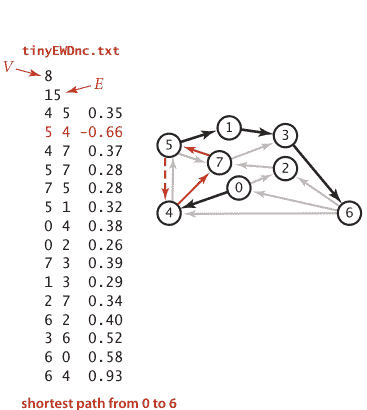 tinyEWDnc.txt
V
8
15
E
4 5 0.35
5 4 -0.66
4 7 0.37
5 7 0.28
7 5 0.28
5 1 0.32
0 4 0.38
0 2 0.26
7 3 0.39
1 3 0.29
2 7 0.34
6 2 0.40
3 6 0.52
6 0 0.58
6 4 0.93
1
3
5
7
2
0
4
6
shortest path from 0 to 6